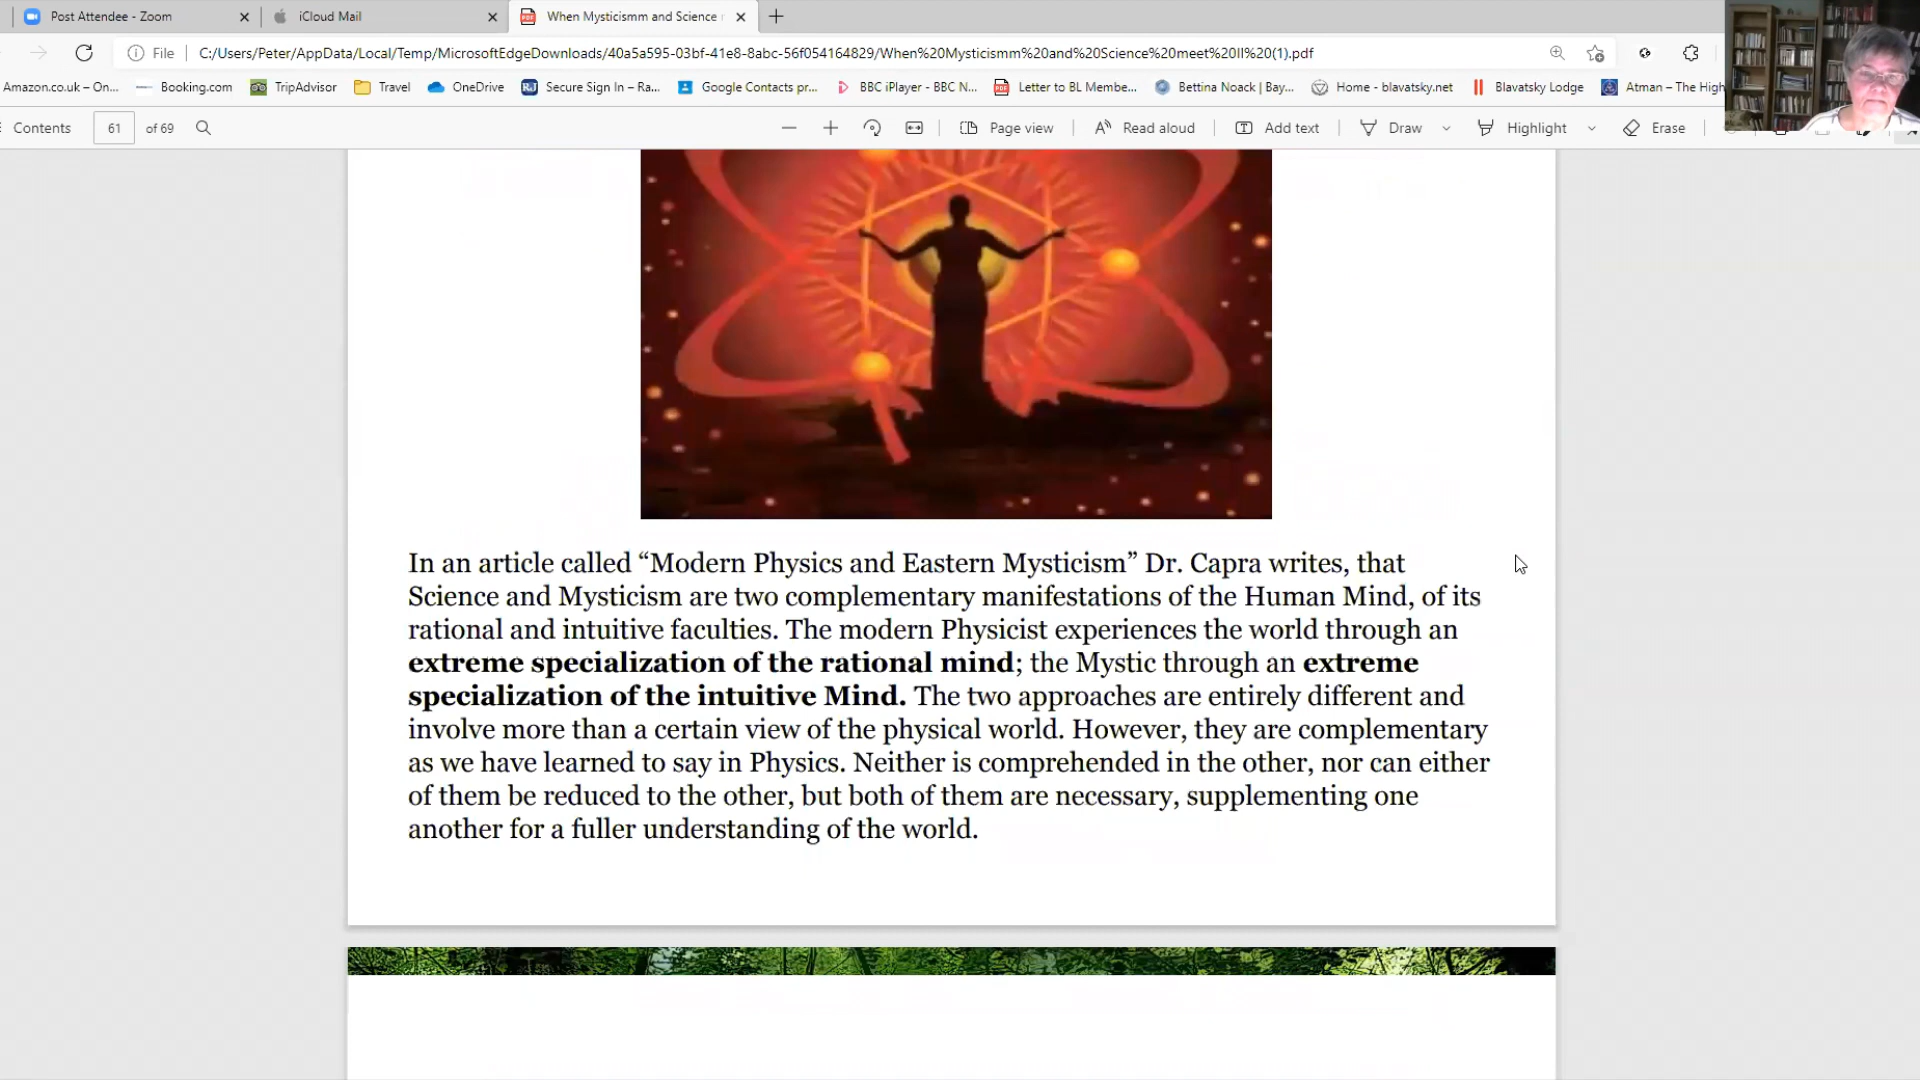 Post Attendee - Zoom
iCloud Mail
When Mysticismm and Science
File
C:/Users/Peter/AppData/Local/Temp/MicrosoftEdgeDownloads/40a5a595-03bf-41e8-8abc-56f054164829/When%20Mysticismm%20and%20Science%20meet%20II%20(1).pdf
Amazon.co.uk – On...
Booking.com
TripAdvisor
Travel
OneDrive
Secure Sign In – Ra...
Google Contacts pr...
BBC iPlayer - BBC N...
Letter to BL Membe...
Bettina Noack | Bay...
Home - blavatsky.net
Blavatsky Lodge
Atman – The High
Contents
61
of 69
Page view
Read aloud
Add text
Draw
Highlight
Erase
In an article called “Modern Physics and Eastern Mysticism” Dr. Capra writes, that
Science and Mysticism are two complementary manifestations of the Human Mind, of its
rational and intuitive faculties. The modern Physicist experiences the world through an
extreme specialization of the rational mind; the Mystic through an extreme
specialization of the intuitive Mind. The two approaches are entirely different and
involve more than a certain view of the physical world. However, they are complementary
as we have learned to say in Physics. Neither is comprehended in the other, nor can either
of them be reduced to the other, but both of them are necessary, supplementing one
another for a fuller understanding of the world.